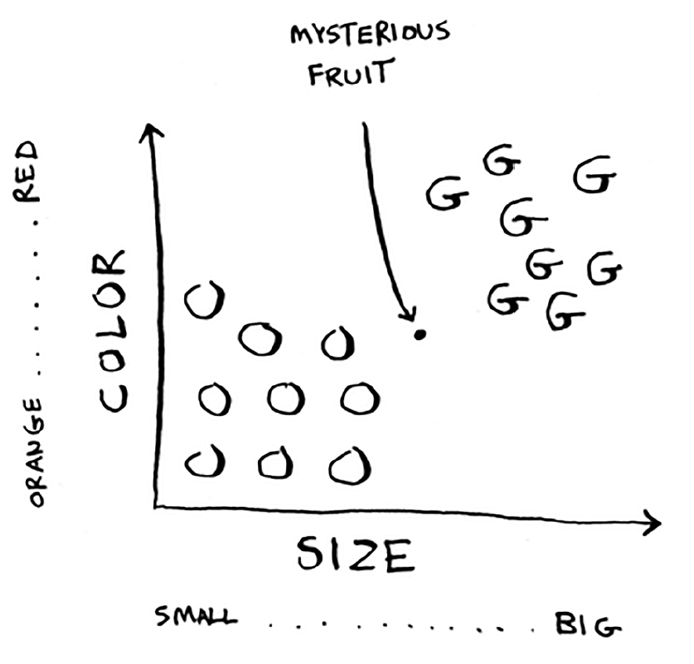 MYSTERIOUS
FRUIT
RED
ORANGE
COLOR
G G G
G
G G
G G
O
O O
O O O
O O O
SIZE
SMALL ........... BIG